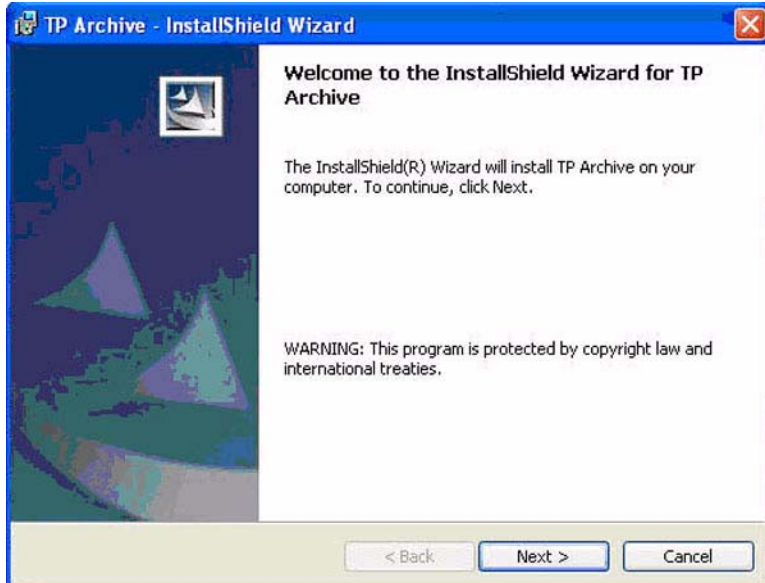 TP Archive - InstallShield Wizard
Welcome to the InstallShield Wizard for TP
Archive
The InstallShield(R) Wizard will install TP Archive on your
computer. To continue, click Next.
WARNING: This program is protected by copyright law and
international treaties.
< Back
Next >
Cancel